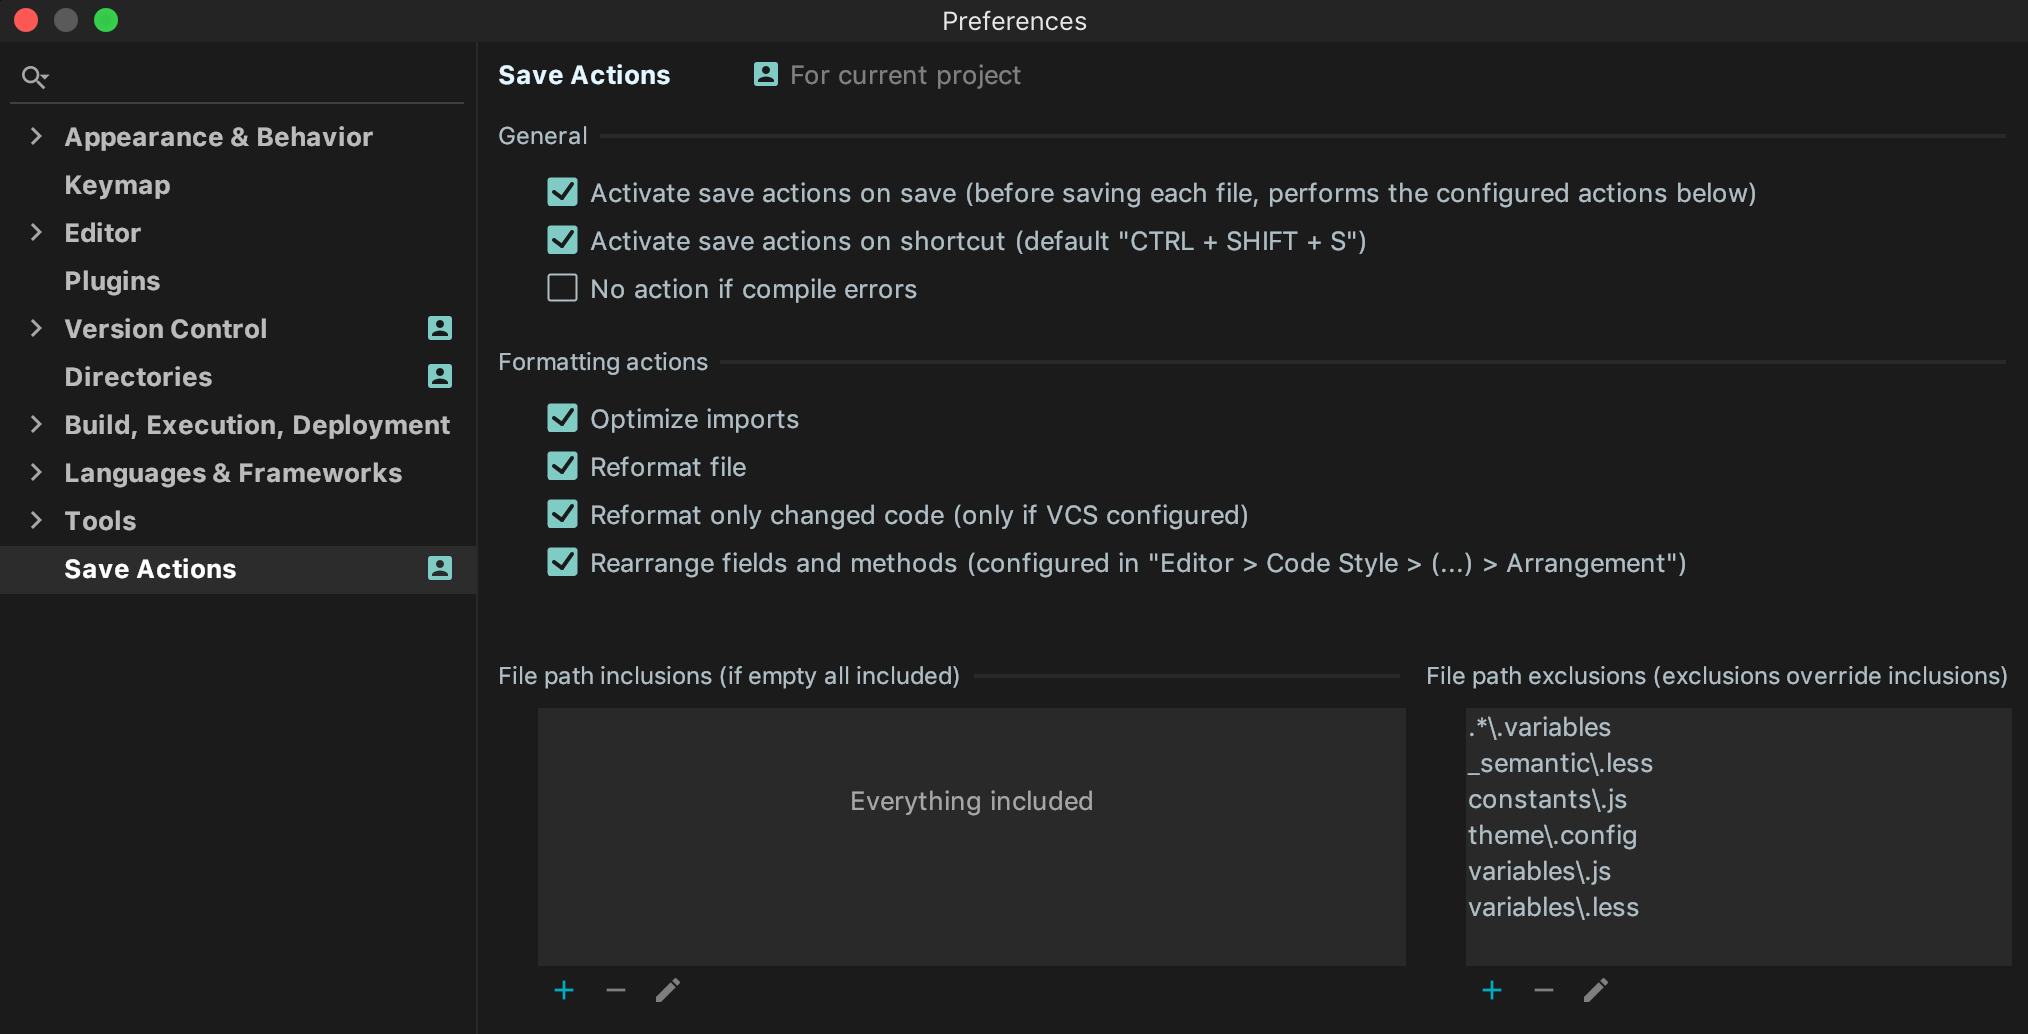 Preferences
Appearance & Behavior
Keymap
Editor
Plugins
Version Control
Directories
Build, Execution, Deployment
Languages & Frameworks
Tools
Save Actions
Save Actions
For current project
General
Activate save actions on save (before saving each file, performs the configured actions below)
Activate save actions on shortcut (default "CTRL + SHIFT + S")
No action if compile errors
Formatting actions
Optimize imports
Reformat file
Reformat only changed code (only if VCS configured)
Rearrange fields and methods (configured in "Editor > Code Style > (...) > Arrangement")
File path inclusions (if empty all included)
Everything included
File path exclusions (exclusions override inclusions)
.*\.variables
_semantic\.less
constants\.js
theme\.config
variables\.js
variables\.less